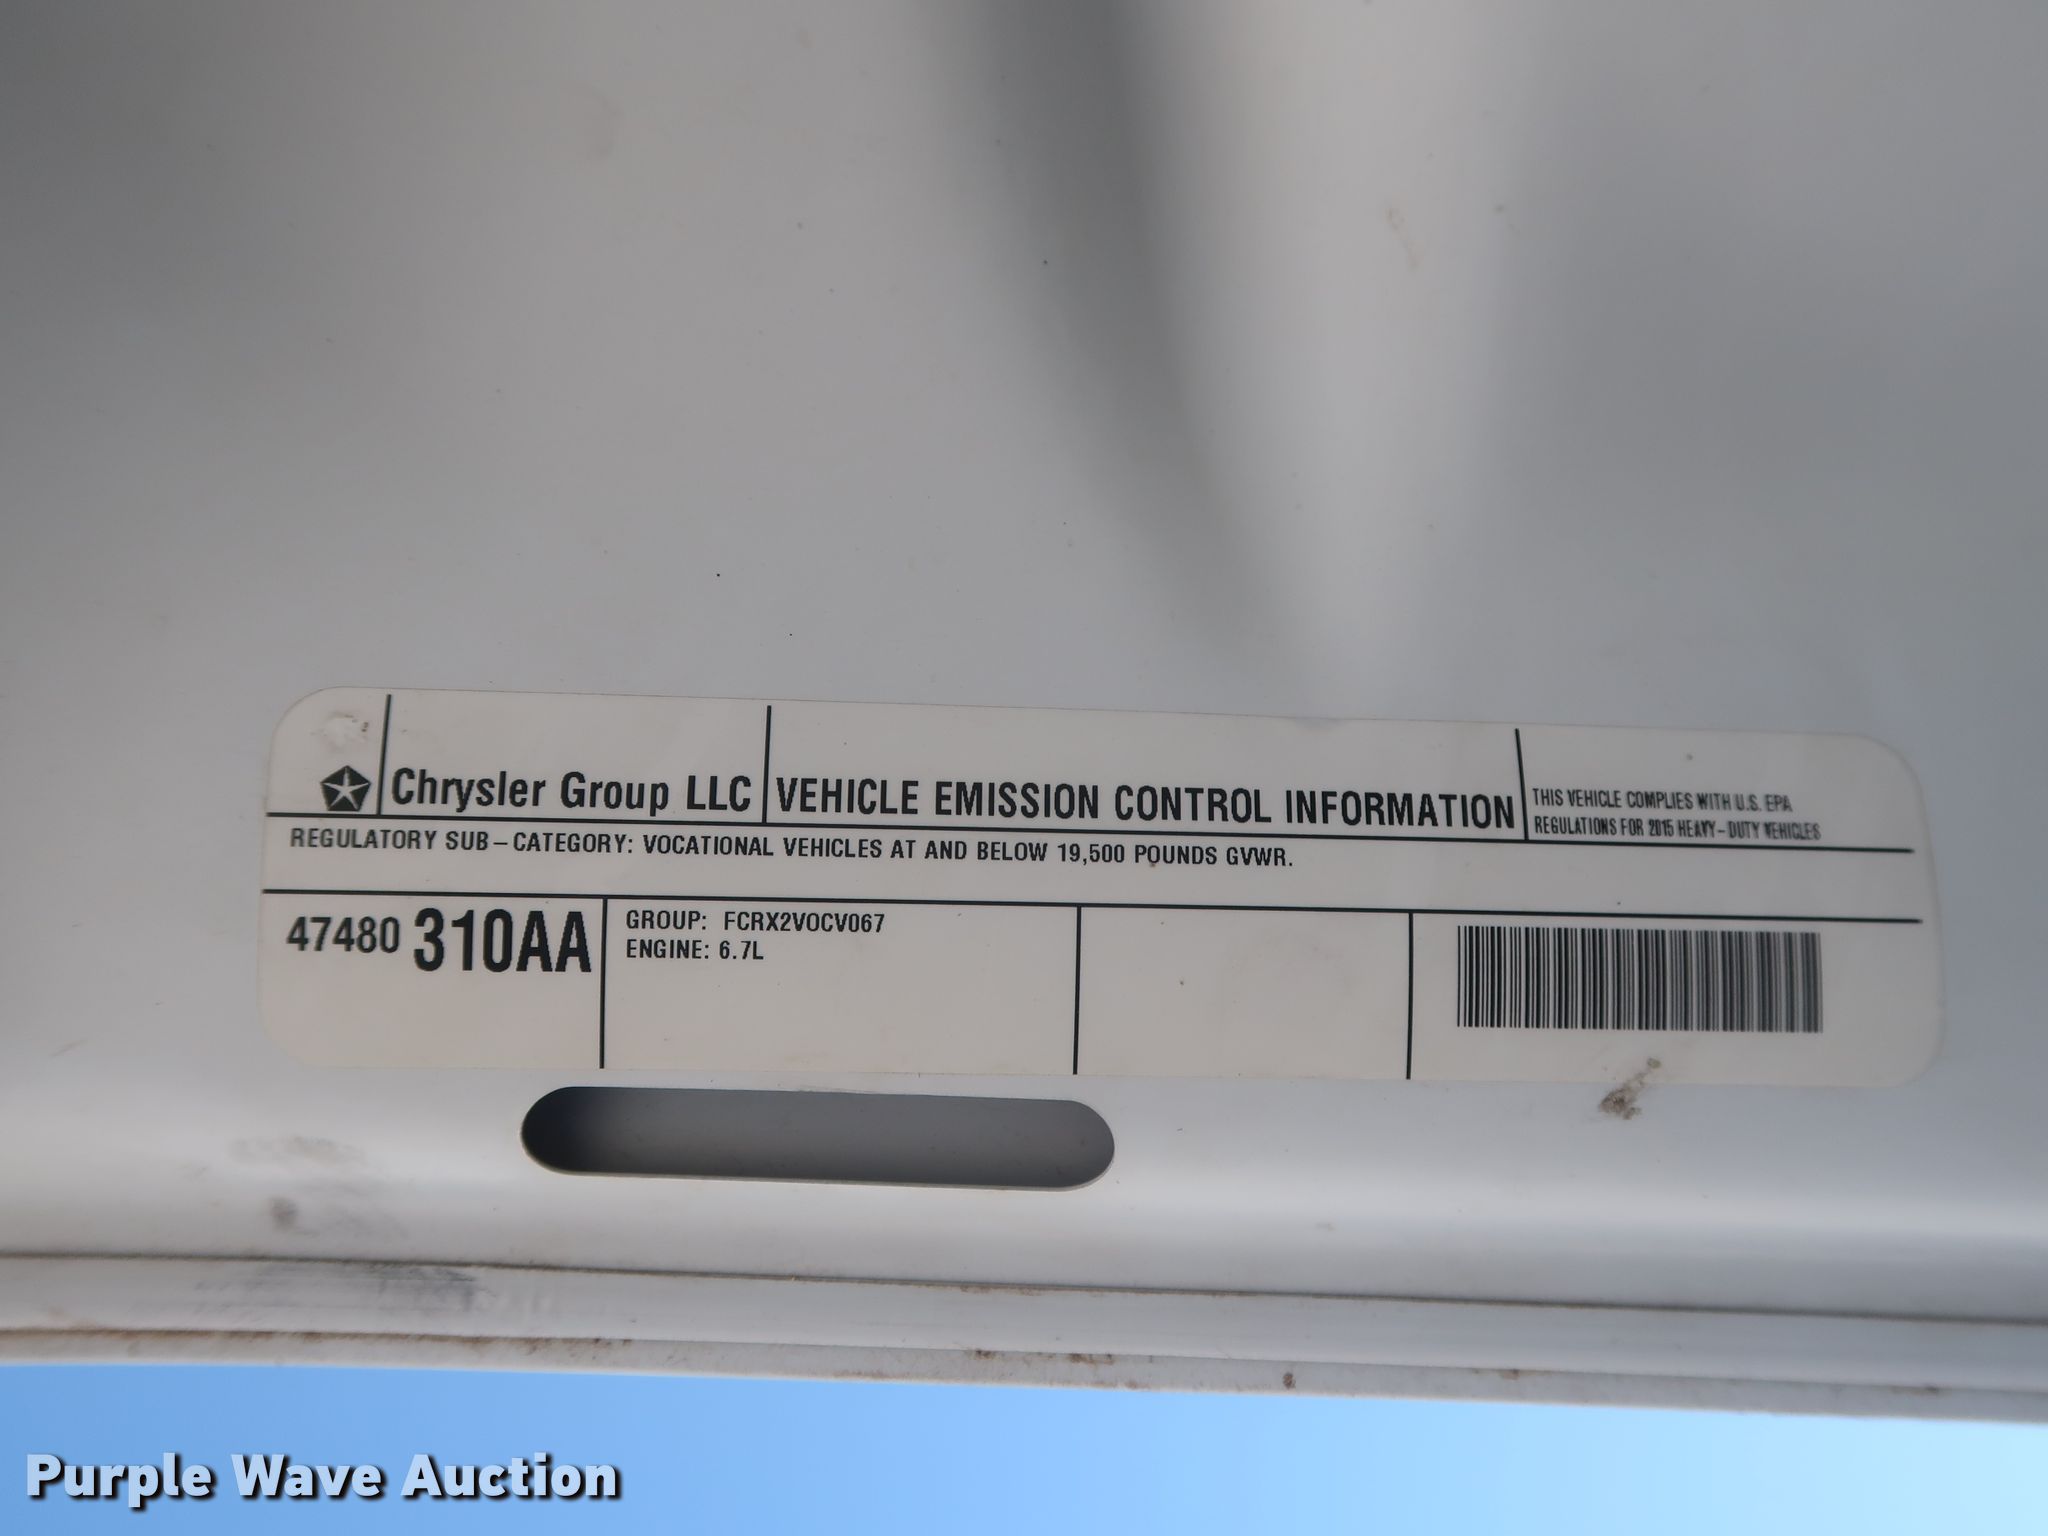 Chrysler Group LLC
VEHICLE EMISSION CONTROL INFORMATION
THIS VEHICLE COMPLIES WITH U.S. EPA
REGULATIONS FOR 2015 HEAVY-DUTY VEHICLES
REGULATORY SUB-CATEGORY: VOCATIONAL VEHICLES AT AND BELOW 19,500 POUNDS GVWR.
47480 310AA
GROUP: FCRX2VOCV067
ENGINE: 6.7L
Purple Wave Auction